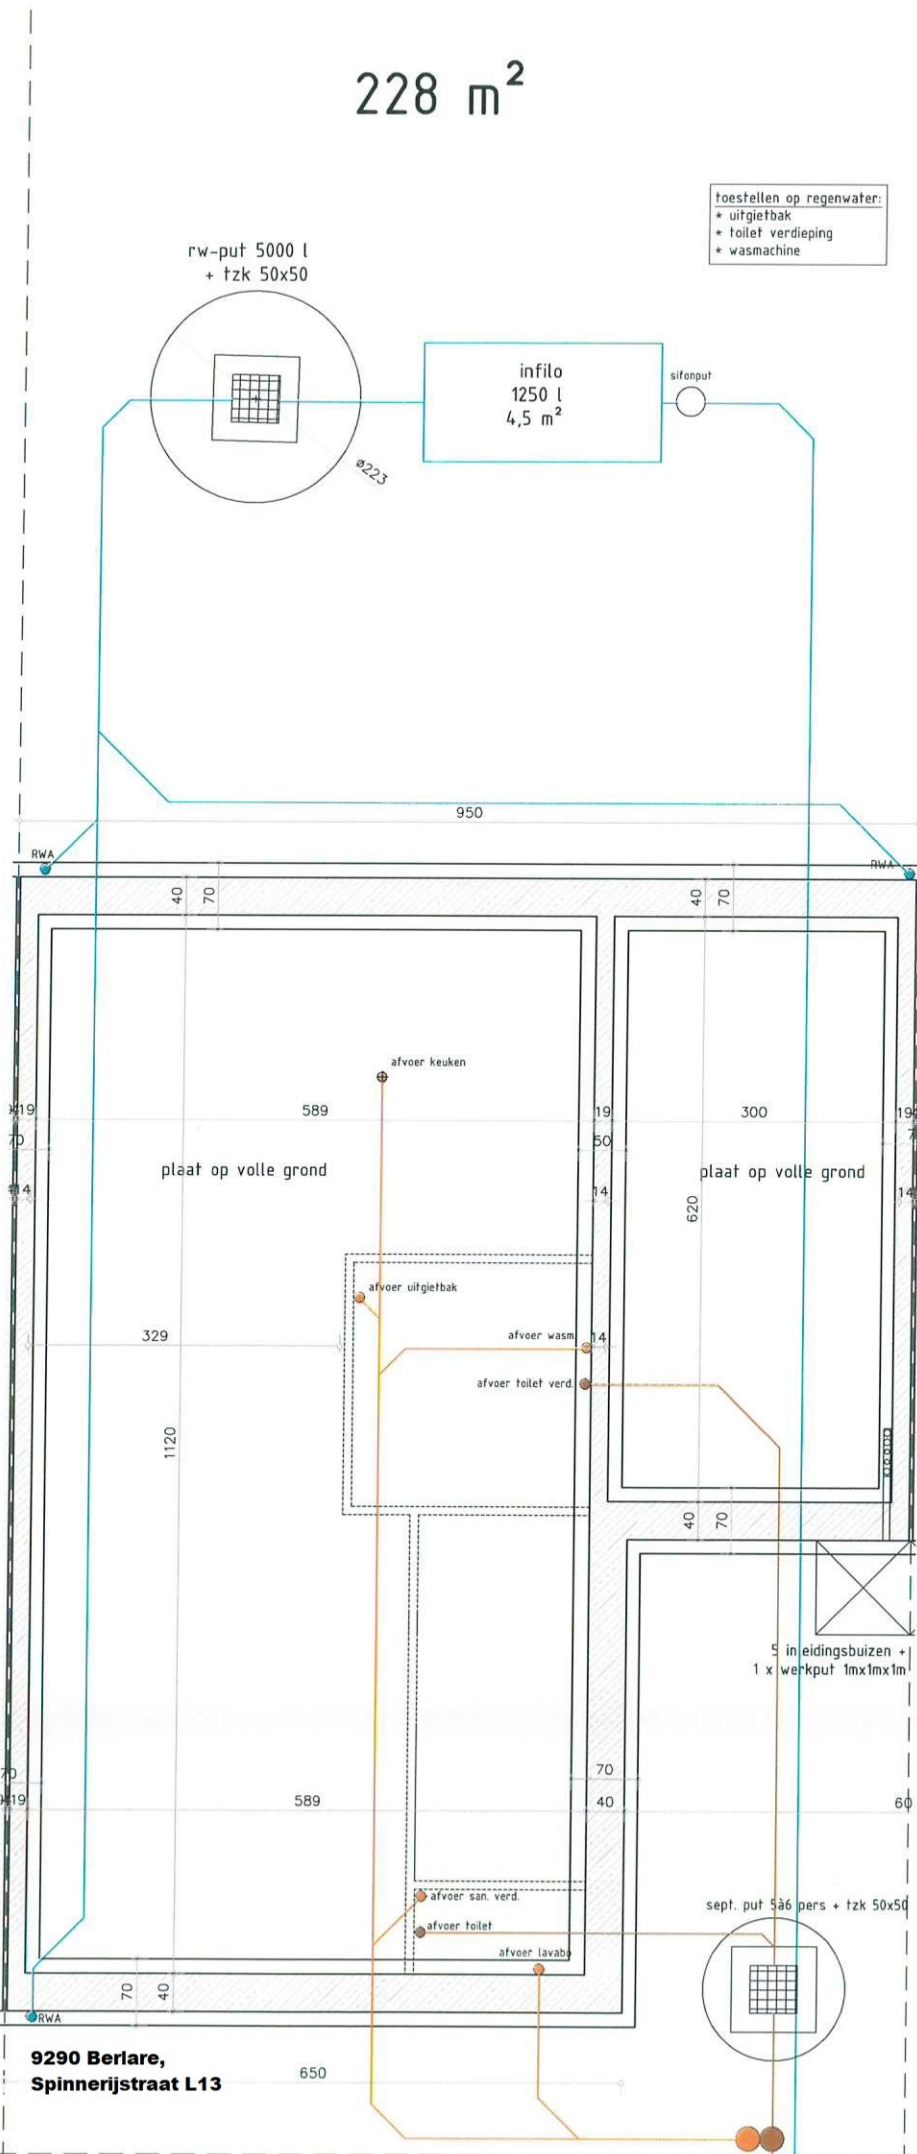 228 m²
toestellen op regenwater:
* uitgietbak
* toilet verdieping
* wasmachine
rw-put 5000 l
+ tzk 50x50
infilo
1250 l
4,5 m²
sifonput
ø223
950
RWA
RWA
40
70
40
70
afvoer keuken
19
589
19
300
19
70
50
7
plaat op volle grond
plaat op volle grond
14
14
14
620
afvoer uitgietbak
329
afvoer wasm.
14
afvoer toilet verd.
1120
40
70
5 inleidingsbuizen +
1 x werkput 1mx1mx1m
70
70
19
589
40
60
afvoer san. verd.
sept. put 5à6 pers + tzk 50x50
afvoer toilet
afvoer lavabo
70
40
RWA
9290 Berlare,
Spinnerijstraat L13
650